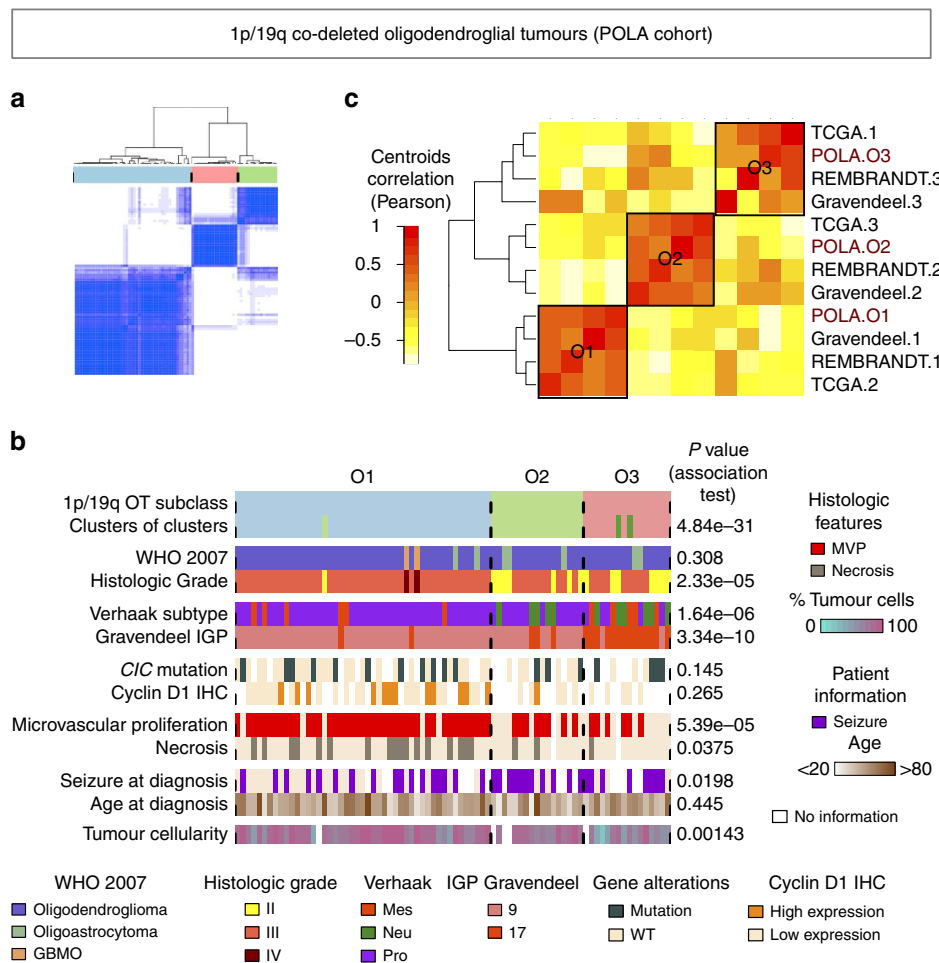 1p/19q co-deleted oligodendroglial tumours (POLA cohort)
a
c
Centroids
correlation
(Pearson)
1
0.5
0
−0.5
O3
O2
O1
TCGA.1
POLA.O3
REMBRANDT.3
Gravendeel.3
TCGA.3
POLA.O2
REMBRANDT.2
Gravendeel.2
POLA.O1
Gravendeel.1
REMBRANDT.1
TCGA.2
b
O1 O2 O3
P value
(association
test)
1p/19q OT subclass
Clusters of clusters 4.84e−31
WHO 2007 0.308
Histologic Grade 2.33e−05
Verhaak subtype 1.64e−06
Gravendeel IGP 3.34e−10
CIC mutation 0.145
Cyclin D1 IHC 0.265
Microvascular proliferation 5.39e−05
Necrosis 0.0375
Seizure at diagnosis 0.0198
Age at diagnosis 0.445
Tumour cellularity 0.00143
Histologic
features
MVP
Necrosis
% Tumour cells
0 100
Patient
information
Seizure
Age
<20 >80
No information
WHO 2007
Oligodendroglioma
Oligoastrocytoma
GBMO
Histologic grade
II
III
IV
Verhaak
Mes
Neu
Pro
IGP Gravendeel
9
17
Gene alterations
Mutation
WT
Cyclin D1 IHC
High expression
Low expression